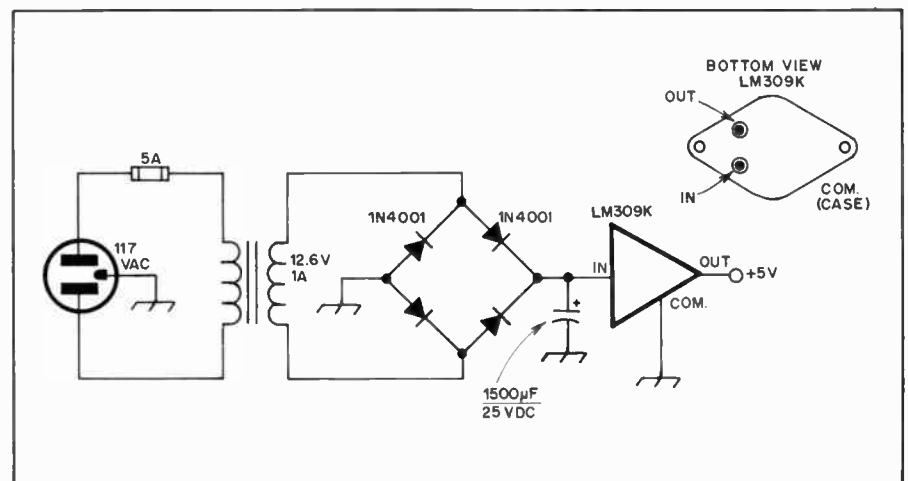 BOTTOM VIEW
LM309K
OUT
IN
COM.
(CASE)
5A
117
VAC
12.6V
1A
1N4001
1N4001
LM309K
IN
OUT
+5V
COM.
+
1500µF
25VDC